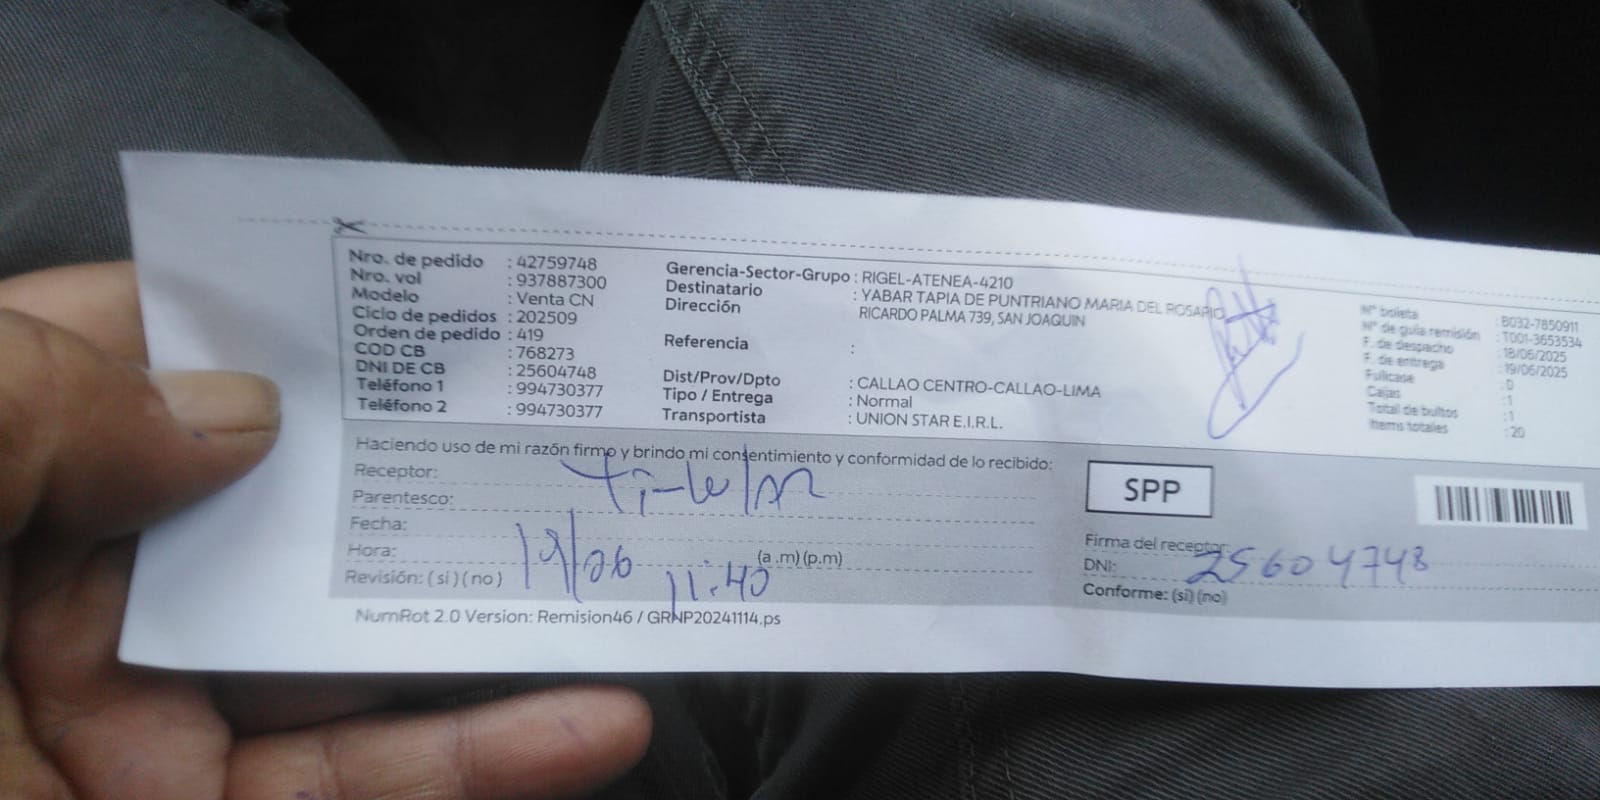 Nro. de pedido : 42759748
Nro. vol : 937887300
Modelo : Venta CN
Ciclo de pedidos : 202509
Orden de pedido : 419
COD CB : 768273
DNI DE CB : 25604748
Teléfono 1 : 994730377
Teléfono 2 : 994730377
Gerencia-Sector-Grupo : RIGEL-ATENEA-4210
Destinatario : YABAR TAPIA DE PUNTRIANO MARIA DEL ROSARIO
Dirección RICARDO PALMA 739, SAN JOAQUIN
Referencia :
Dist/Prov/Dpto : CALLAO CENTRO-CALLAO-LIMA
Tipo / Entrega : Normal
Transportista : UNION STAR E.I.R.L.
N° boleta : B032-7850911
N° de guia remisión : T001-3653534
F. de despacho : 18/06/2025
F. de entrega : 19/06/2025
Fullcase : 0
Cajas : 1
Total de bultos : 1
Items totales : 20
Haciendo uso de mi razón firmo y brindo mi consentimiento y conformidad de lo recibido:
Receptor:
Parentesco:
Fecha: 19/06
Hora: 11:40 (a.m) (p.m)
Revisión: (si) (no)
SPP
Firma del receptor:
DNI: 25604748
Conforme: (si) (no)
NumRot 2.0 Version: Remision46 / GRNP20241114.ps